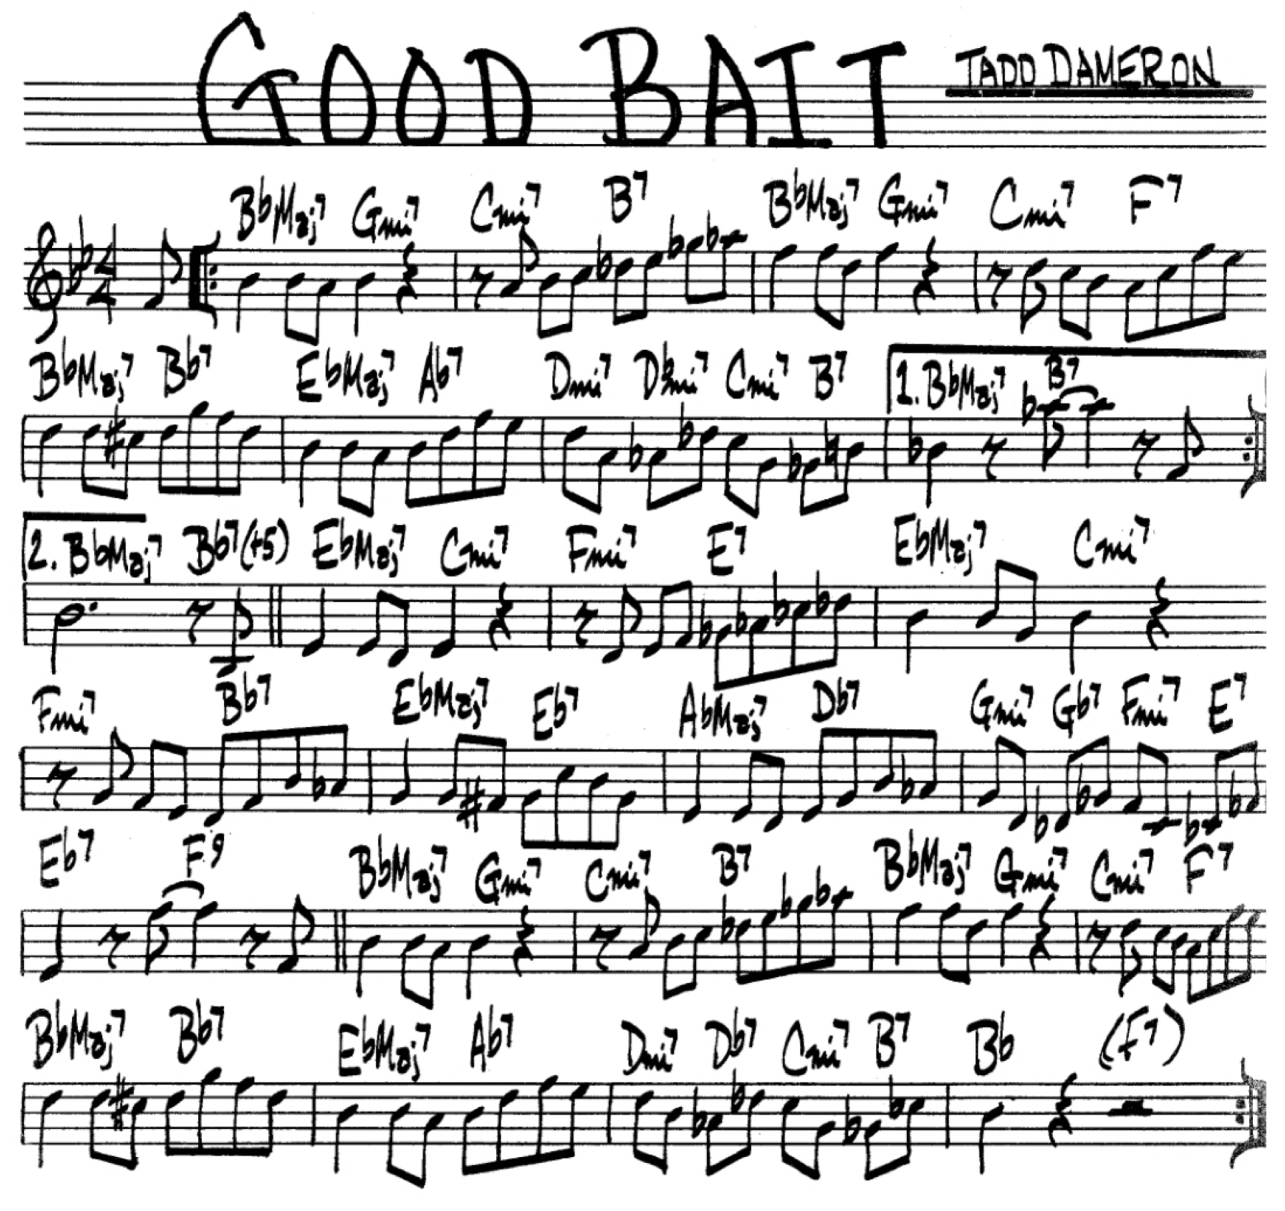 GOOD BAIT
TADD DAMERON
BbMaj7 Gmi7 Cmi7 B7 BbMaj7 Gmi7 Cmi7 F7
BbMaj7 Bb7 EbMaj7 Ab7 Dmi7 Dbmi7 Cmi7 B7 1. BbMaj7 B7
2. BbMaj7 Bb7(+5) EbMaj7 Cmi7 Fmi7 E7 EbMaj7 Cmi7
Fmi7 Bb7 EbMaj7 Eb7 AbMaj7 Db7 Gmi7 Gb7 Fmi7 E7
Eb7 F9 BbMaj7 Gmi7 Cmi7 B7 BbMaj7 Gmi7 Cmi7 F7
BbMaj7 Bb7 EbMaj7 Ab7 Dmi7 Db7 Cmi7 B7 Bb (F7)